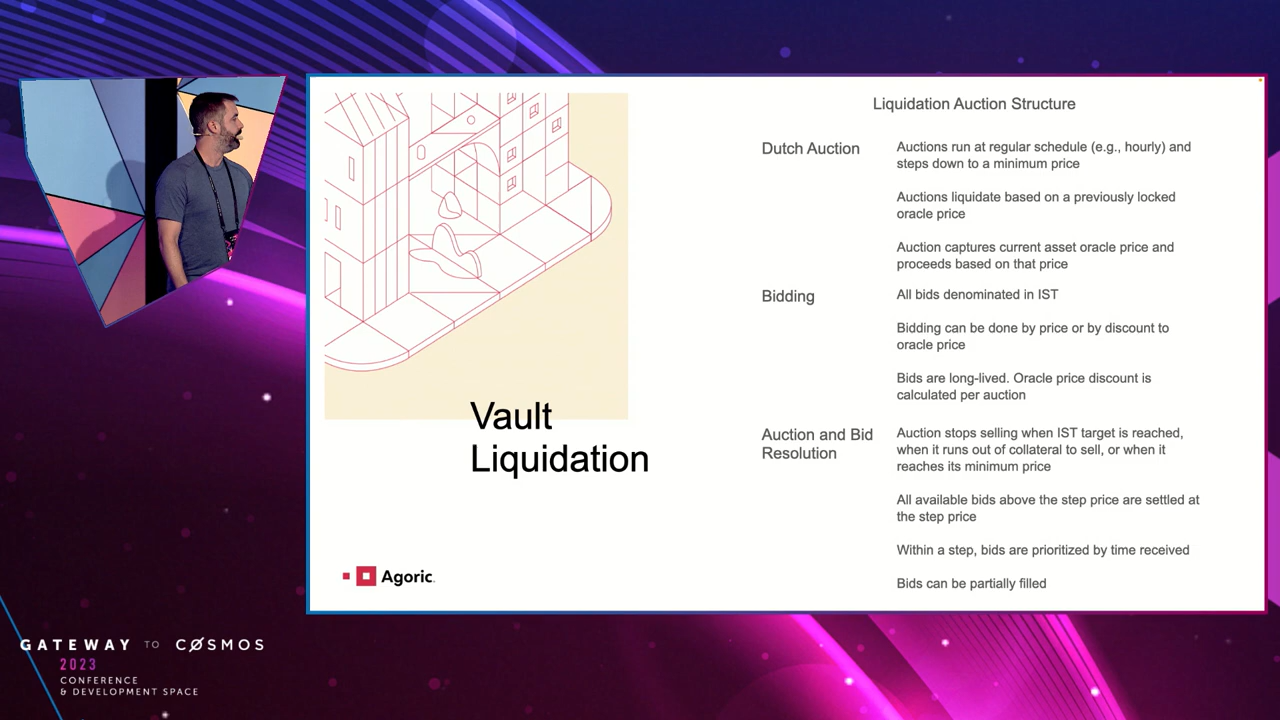 Liquidation Auction Structure
Dutch Auction
Auctions run at regular schedule (e.g., hourly) and
steps down to a minimum price
Auctions liquidate based on a previously locked
oracle price
Auction captures current asset oracle price and
proceeds based on that price
Bidding
All bids denominated in IST
Bidding can be done by price or by discount to
oracle price
Bids are long-lived. Oracle price discount is
calculated per auction
Auction and Bid
Resolution
Auction stops selling when IST target is reached,
when it runs out of collateral to sell, or when it
reaches its minimum price
All available bids above the step price are settled at
the step price
Within a step, bids are prioritized by time received
Bids can be partially filled
Vault
Liquidation
Agoric.
GATEWAY TO CØSMOS
2023
CONFERENCE
& DEVELOPMENT SPACE